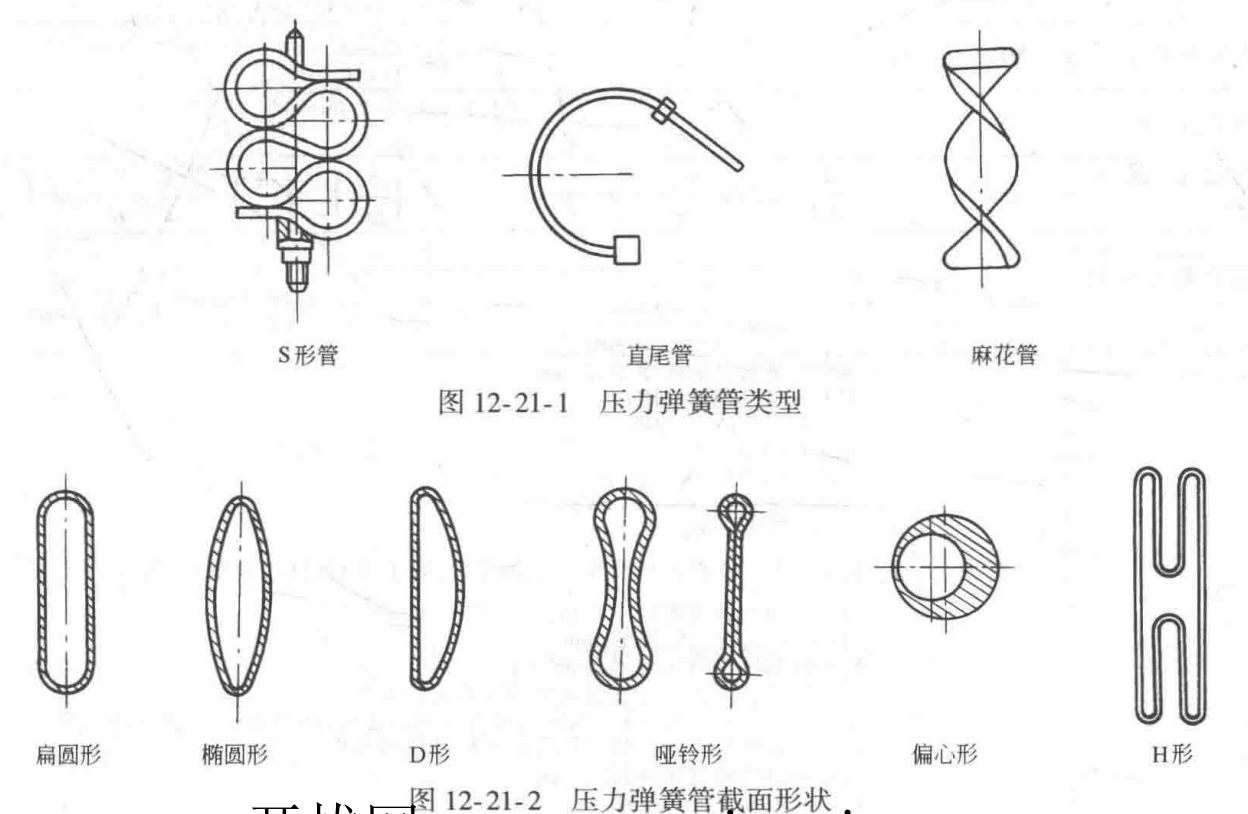 S形管 直尾管 麻花管
图 12-21-1 压力弹簧管类型
扁圆形 椭圆形 D形 哑铃形 偏心形 H形
图 12-21-2 压力弹簧管截面形状